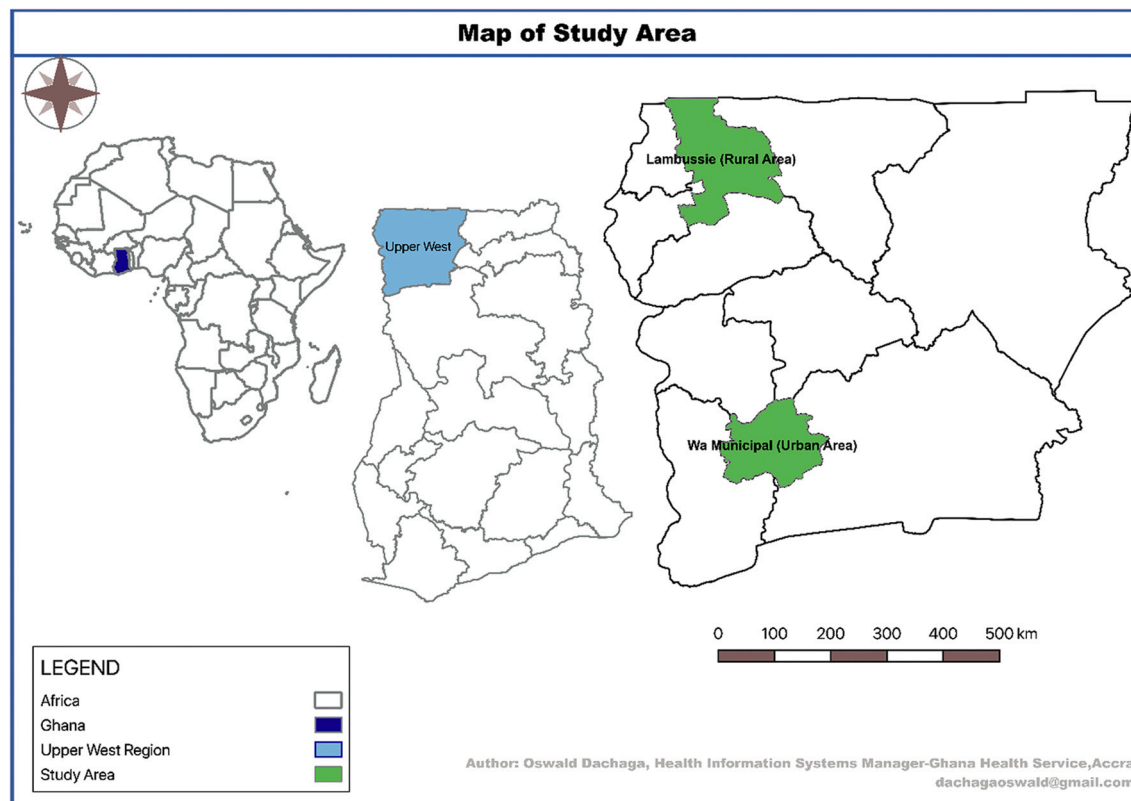 Map of Study Area
Lambussie (Rural Area)
Upper West
Wa Municipal (Urban Area)
0 100 200 300 400 500 km
LEGEND
Africa
Ghana
Upper West Region
Study Area
Author: Oswald Dachaga, Health Information Systems Manager-Ghana Health Service,Accra
dachagaoswald@gmail.com